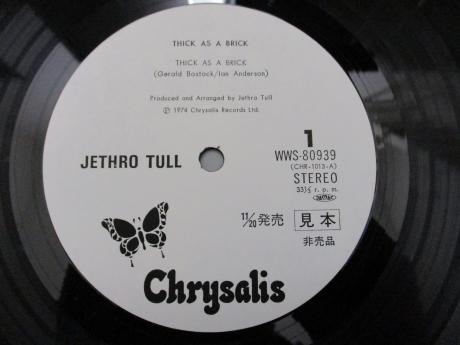 THICK AS A BRICK
THICK AS A BRICK
(Gerald Bostock/Ian Anderson)
Produced and Arranged by Jethro Tull
Ⓟ 1974 Chrysalis Records Ltd.
JETHRO TULL
1
WWS-80939
(CHR-1013-A)
STEREO
33⅓ r. p. m.
11/20発売
見本
非売品
Chrysalis